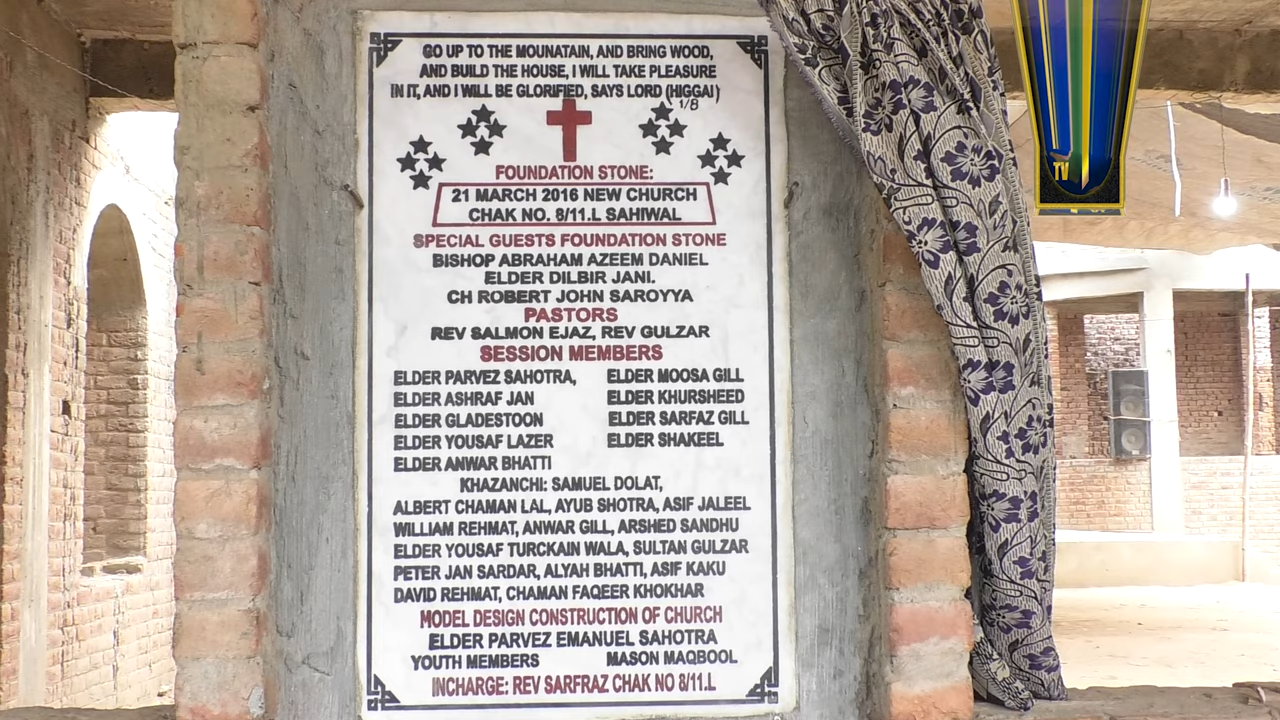 GO UP TO THE MOUNATAIN, AND BRING WOOD,
AND BUILD THE HOUSE, I WILL TAKE PLEASURE
IN IT, AND I WILL BE GLORIFIED, SAYS LORD (HIGGAI)
1/8
FOUNDATION STONE:
21 MARCH 2016 NEW CHURCH
CHAK NO. 8/11.L SAHIWAL
SPECIAL GUESTS FOUNDATION STONE
BISHOP ABRAHAM AZEEM DANIEL
ELDER DILBIR JANI.
CH ROBERT JOHN SAROYYA
PASTORS
REV SALMON EJAZ, REV GULZAR
SESSION MEMBERS
ELDER PARVEZ SAHOTRA, ELDER MOOSA GILL
ELDER ASHRAF JAN ELDER KHURSHEED
ELDER GLADESTOON ELDER SARFAZ GILL
ELDER YOUSAF LAZER ELDER SHAKEEL
ELDER ANWAR BHATTI
KHAZANCHI: SAMUEL DOLAT,
ALBERT CHAMAN LAL, AYUB SHOTRA, ASIF JALEEL
WILLIAM REHMAT, ANWAR GILL, ARSHED SANDHU
ELDER YOUSAF TURCKAIN WALA, SULTAN GULZAR
PETER JAN SARDAR, ALYAH BHATTI, ASIF KAKU
DAVID REHMAT, CHAMAN FAQEER KHOKHAR
MODEL DESIGN CONSTRUCTION OF CHURCH
ELDER PARVEZ EMANUEL SAHOTRA
YOUTH MEMBERS MASON MAQBOOL
INCHARGE: REV SARFRAZ CHAK NO 8/11.L
TV